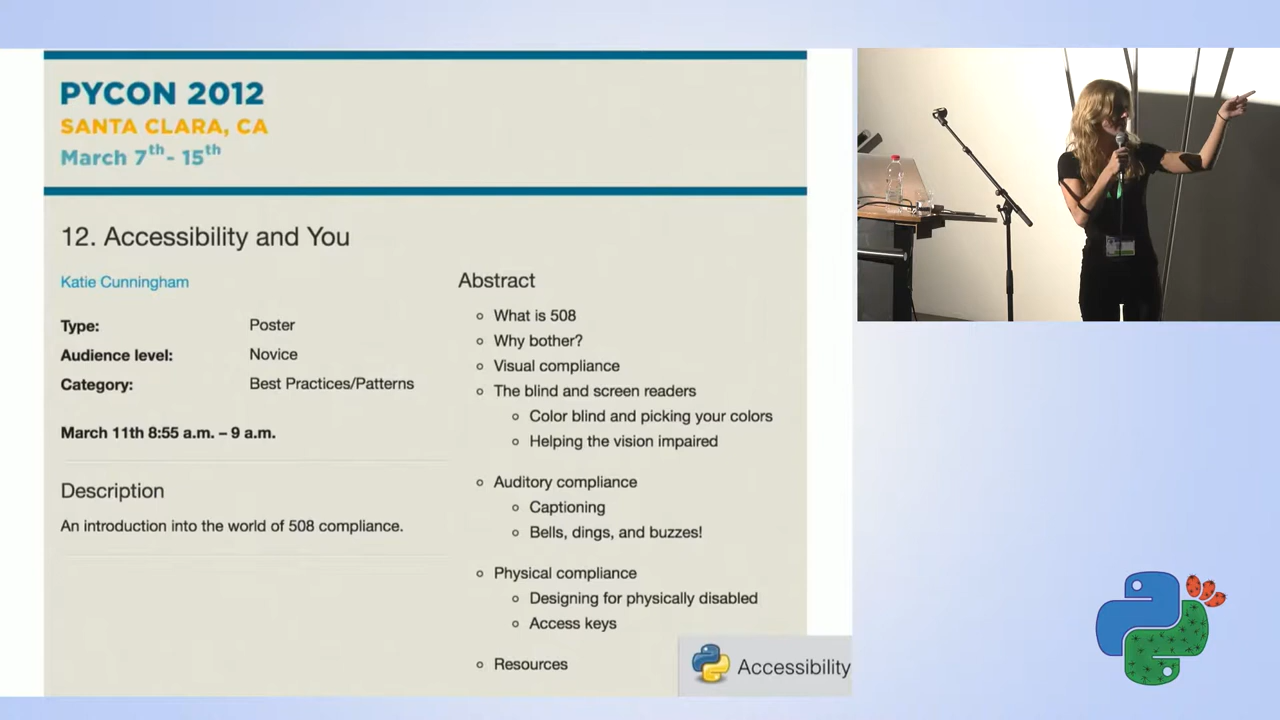 PYCON 2012
SANTA CLARA, CA
March 7th - 15th
12. Accessibility and You
Katie Cunningham
Type: Poster
Audience level: Novice
Category: Best Practices/Patterns
March 11th 8:55 a.m. – 9 a.m.
Description
An introduction into the world of 508 compliance.
Abstract
What is 508
Why bother?
Visual compliance
The blind and screen readers
Color blind and picking your colors
Helping the vision impaired
Auditory compliance
Captioning
Bells, dings, and buzzes!
Physical compliance
Designing for physically disabled
Access keys
Resources
Accessibility